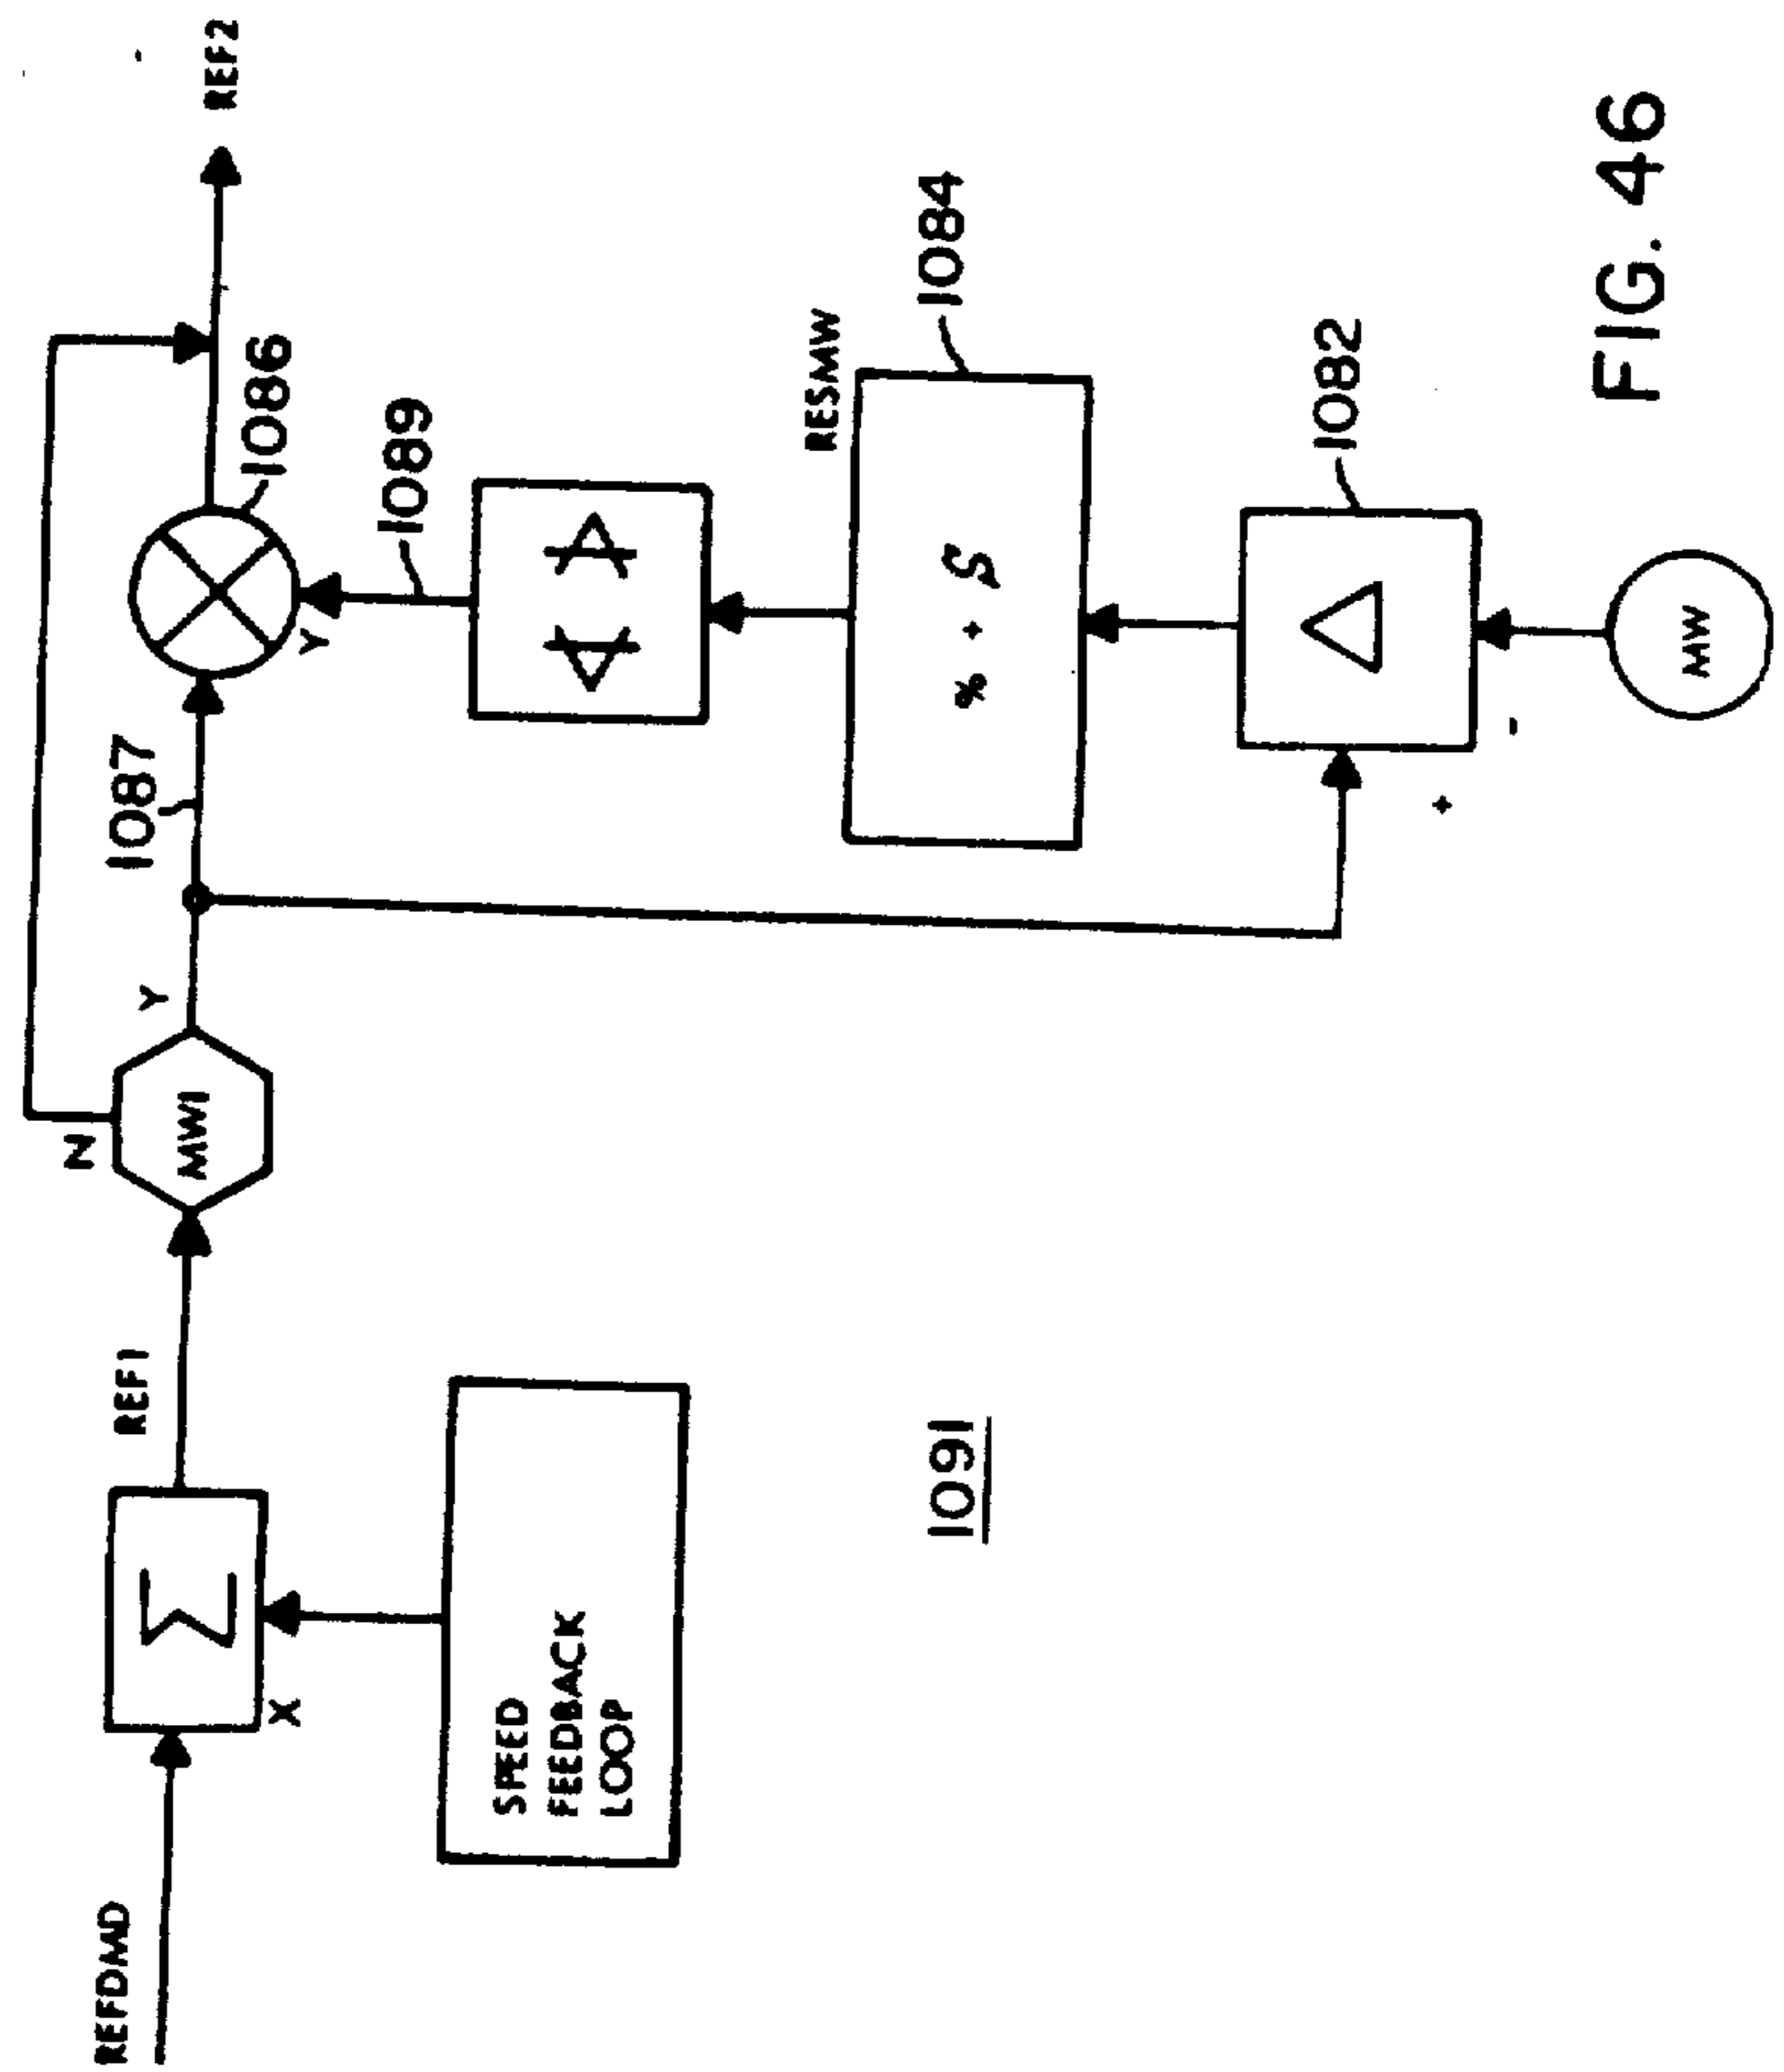 REFDMD
X
Σ
SPEED
FEEDBACK
LOOP
REF1
MWI
N
Y
1087
1086
REF2
Y
1089
RESMW
1084
% + ∫
1082
Δ
+
-
MW
1091
FIG. 46